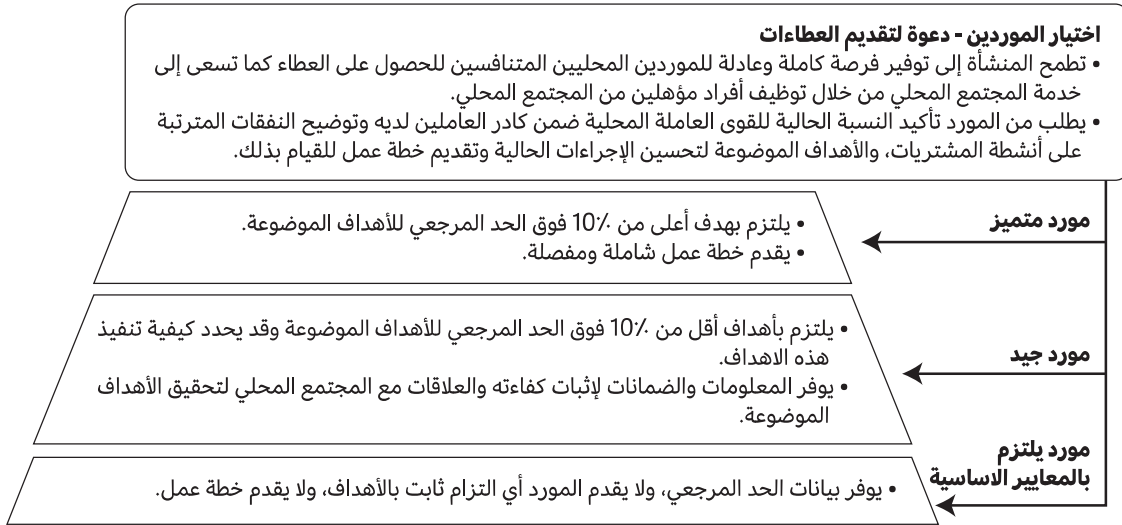 اختيار الموردين - دعوة لتقديم العطاءات
• تطمح المنشأة إلى توفير فرصة كاملة وعادلة للموردين المحليين المتنافسين للحصول على العطاء كما تسعى إلى
خدمة المجتمع المحلي من خلال توظيف أفراد مؤهلين من المجتمع المحلي.
• يطلب من المورد تأكيد النسبة الحالية للقوى العاملة المحلية ضمن كادر العاملين لديه وتوضيح النفقات المترتبة
على أنشطة المشتريات، والأهداف الموضوعة لتحسين الإجراءات الحالية وتقديم خطة عمل للقيام بذلك.
مورد متميز
• يلتزم بهدف أعلى من 10٪ فوق الحد المرجعي للأهداف الموضوعة.
• يقدم خطة عمل شاملة ومفصلة.
مورد جيد
• يلتزم بأهداف أقل من 10٪ فوق الحد المرجعي للأهداف الموضوعة وقد يحدد كيفية تنفيذ
هذه الاهداف.
• يوفر المعلومات والضمانات لإثبات كفاءته والعلاقات مع المجتمع المحلي لتحقيق الأهداف
الموضوعة.
مورد يلتزم
بالمعايير الاساسية
• يوفر بيانات الحد المرجعي، ولا يقدم المورد أي التزام ثابت بالأهداف، ولا يقدم خطة عمل.